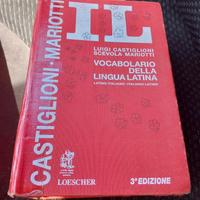 CASTIGLIONI-MARIOTTI
IL
LUIGI CASTIGLIONI
SCEVOLA MARIOTTI
VOCABOLARIO
DELLA
LINGUA LATINA
LATINO-ITALIANO • ITALIANO-LATINO
LOESCHER
3ª EDIZIONE